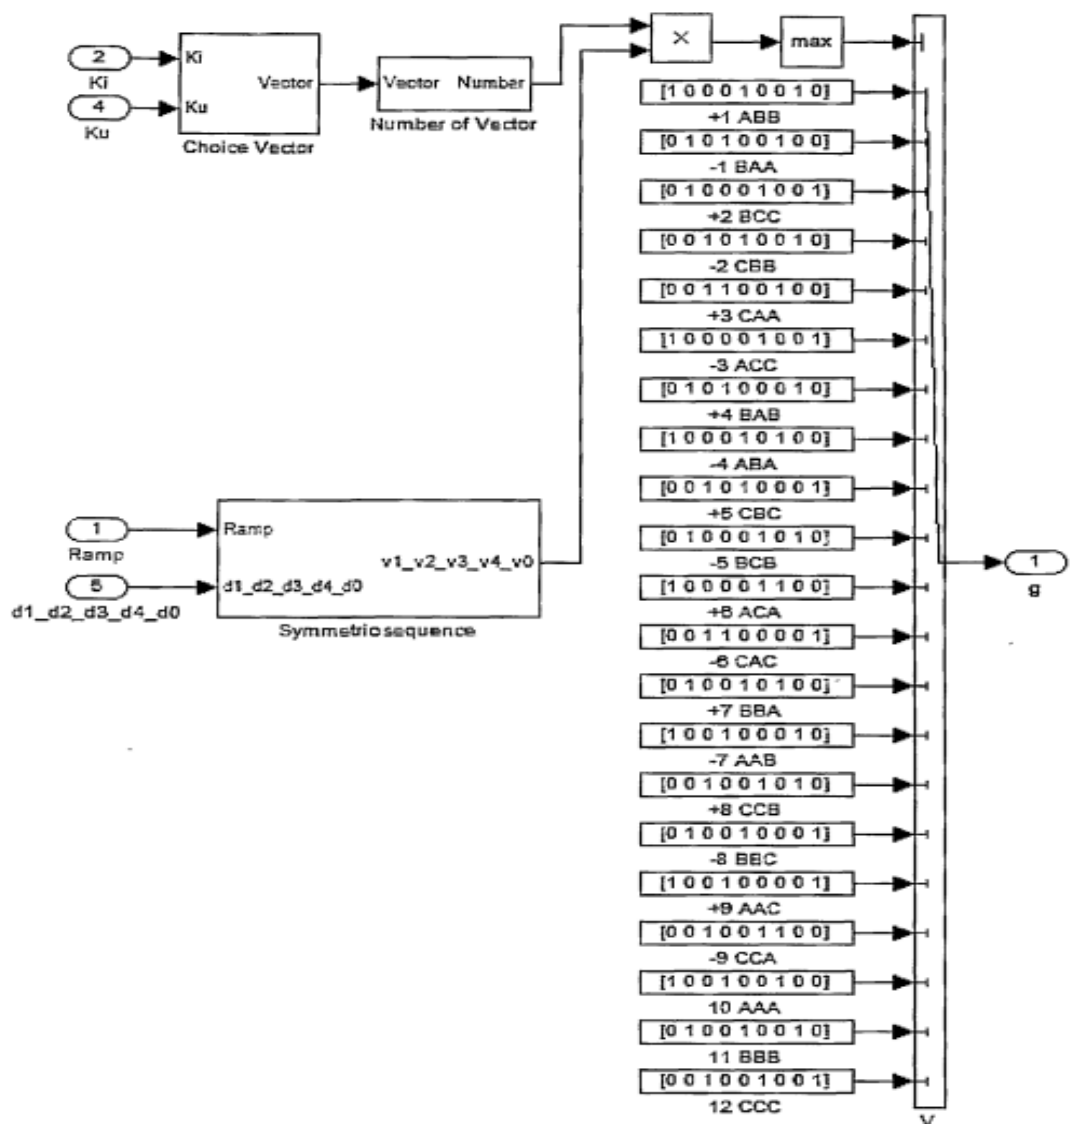 2
Ki
4
Ku
Ki
Vector
Ku
Choice Vector
Vector Number
Number of Vector
×
max
[1 0 0 0 1 0 0 1 0]
+1 ABB
[0 1 0 1 0 0 1 0 0]
-1 BAA
[0 1 0 0 0 1 0 0 1]
+2 BCC
[0 0 1 0 1 0 0 1 0]
-2 CBB
[0 0 1 1 0 0 1 0 0]
+3 CAA
[1 0 0 0 0 1 0 0 1]
-3 ACC
[0 1 0 1 0 0 0 1 0]
+4 BAB
[1 0 0 0 1 0 1 0 0]
-4 ABA
[0 0 1 0 1 0 0 0 1]
+5 CBC
[0 1 0 0 0 1 0 1 0]
-5 BCB
[1 0 0 0 0 1 1 0 0]
+6 ACA
[0 0 1 1 0 0 0 0 1]
-6 CAC
[0 1 0 0 1 0 1 0 0]
+7 BBA
[1 0 0 1 0 0 0 1 0]
-7 AAB
[0 0 1 0 0 1 0 1 0]
+8 CCB
[0 1 0 0 1 0 0 0 1]
-8 BBC
[1 0 0 1 0 0 0 0 1]
+9 AAC
[0 0 1 0 0 1 1 0 0]
-9 CCA
[1 0 0 1 0 0 1 0 0]
10 AAA
[0 1 0 0 1 0 0 1 0]
11 BBB
[0 0 1 0 0 1 0 0 1]
12 CCC
V
1
Ramp
5
d1_d2_d3_d4_d0
Ramp
v1_v2_v3_v4_v0
d1_d2_d3_d4_d0
Symmetric sequence
1
g